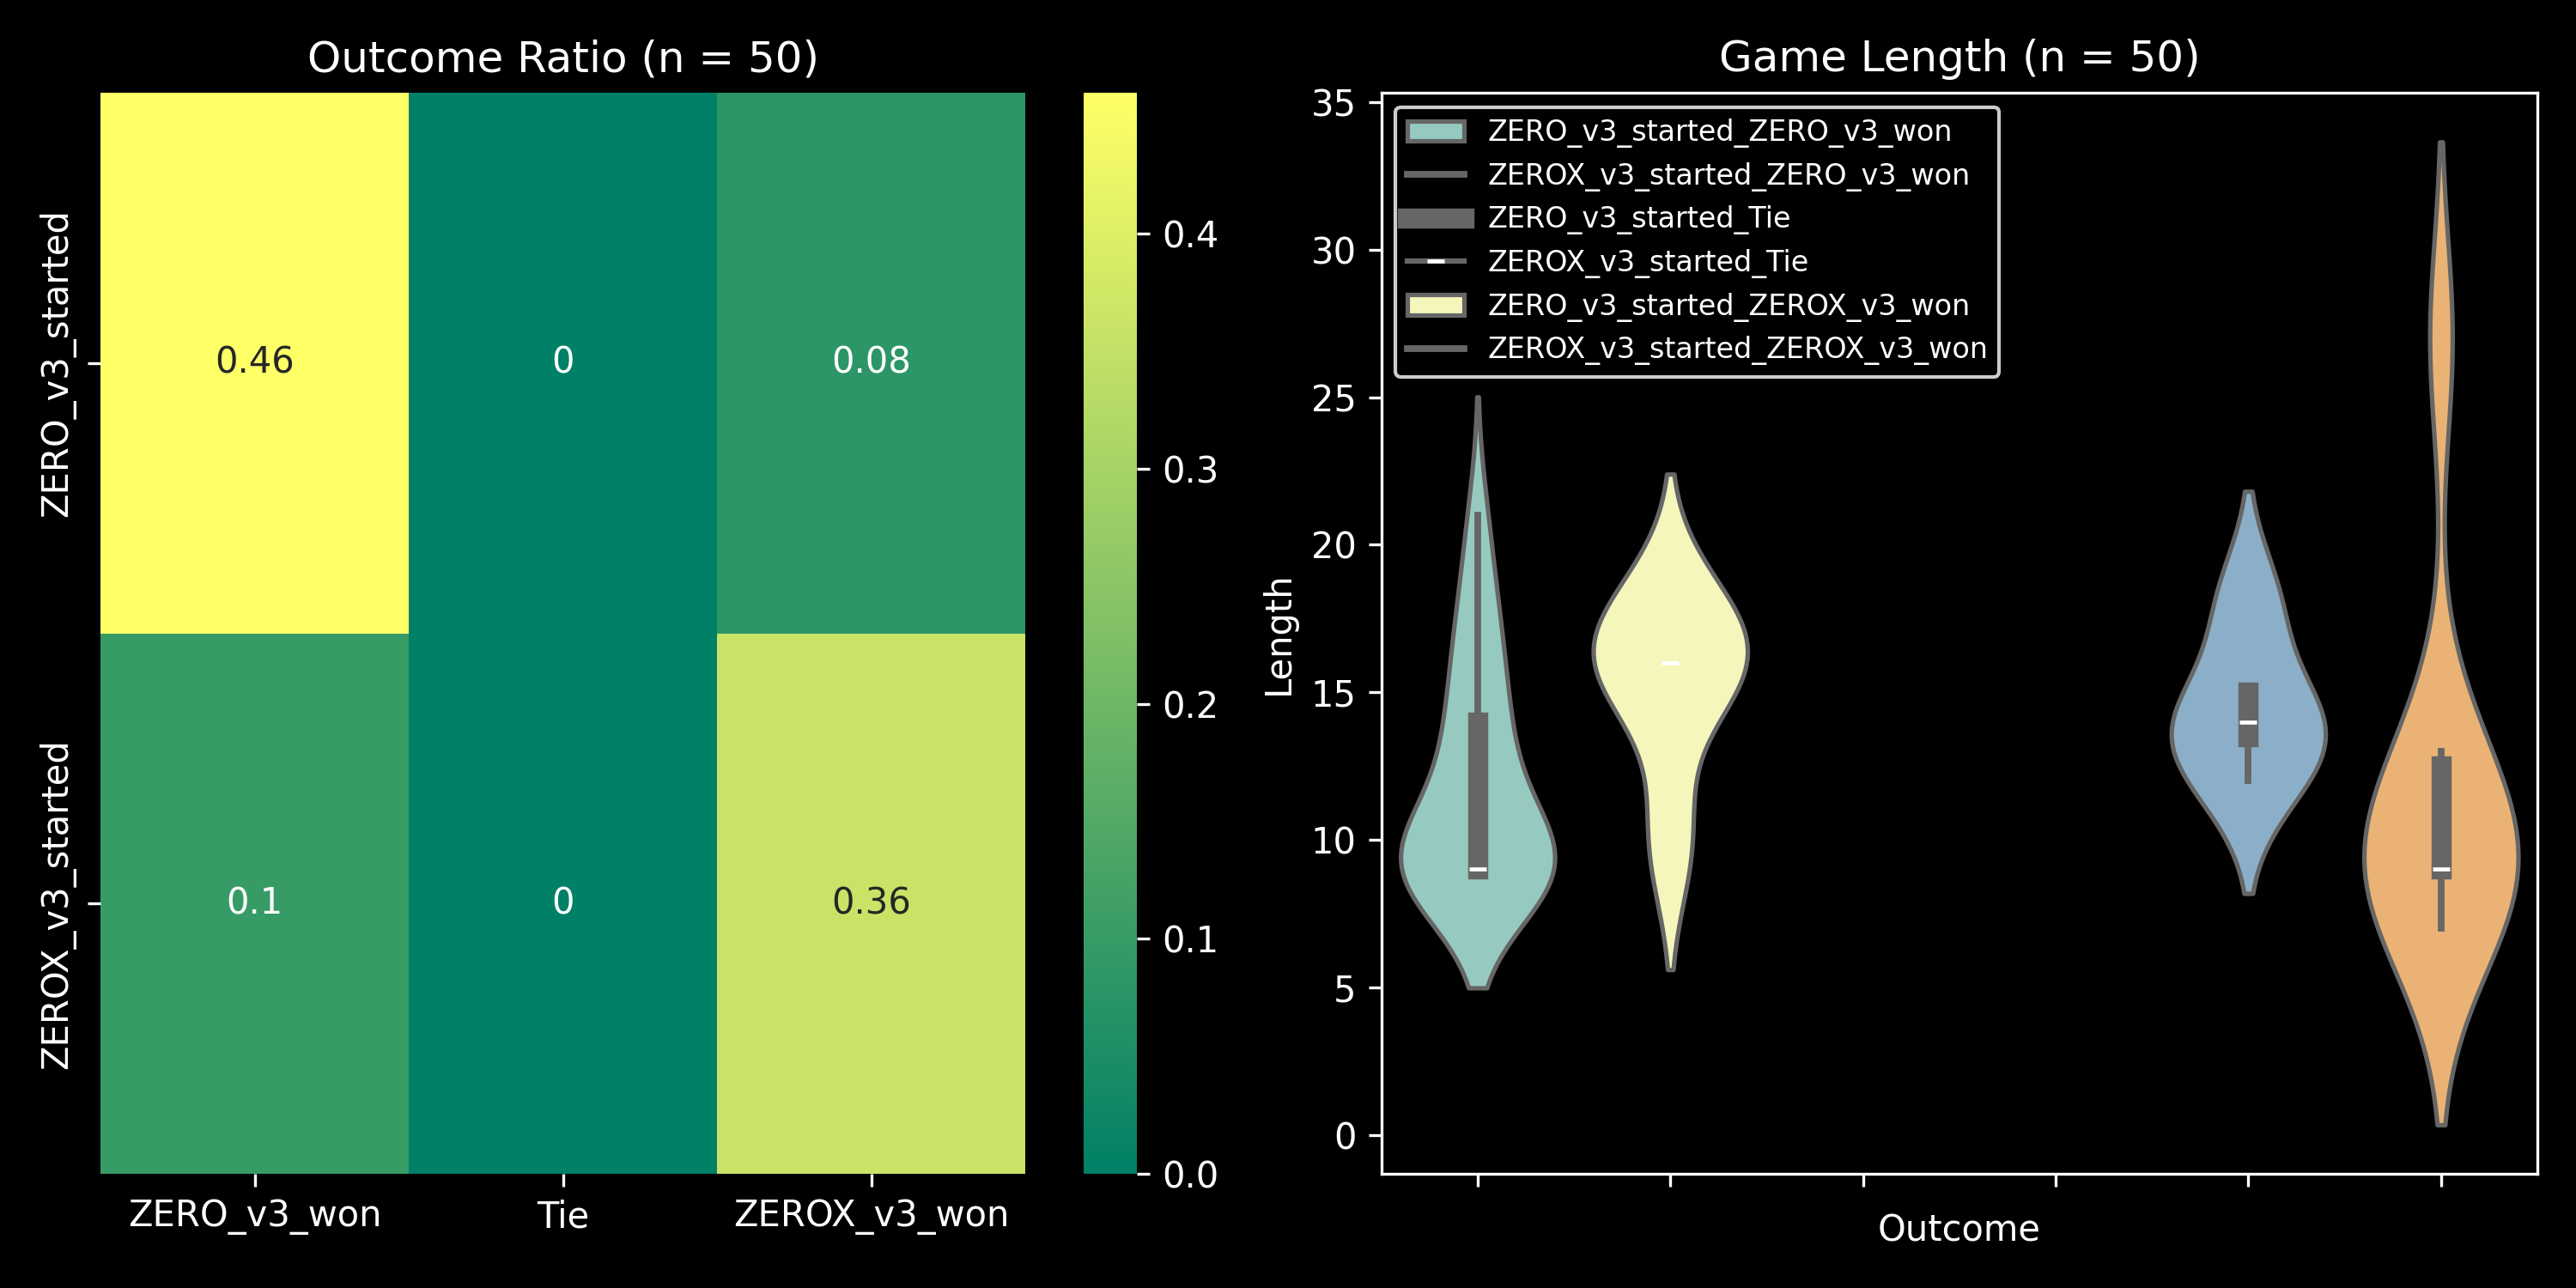 Outcome Ratio (n = 50)
ZERO_v3_started
ZEROX_v3_started
0.46
0
0.08
0.1
0
0.36
ZERO_v3_won
Tie
ZEROX_v3_won
0.4
0.3
0.2
0.1
0.0
Game Length (n = 50)
Length
35
30
25
20
15
10
5
0
ZERO_v3_started_ZERO_v3_won
ZEROX_v3_started_ZERO_v3_won
ZERO_v3_started_Tie
ZEROX_v3_started_Tie
ZERO_v3_started_ZEROX_v3_won
ZEROX_v3_started_ZEROX_v3_won
Outcome